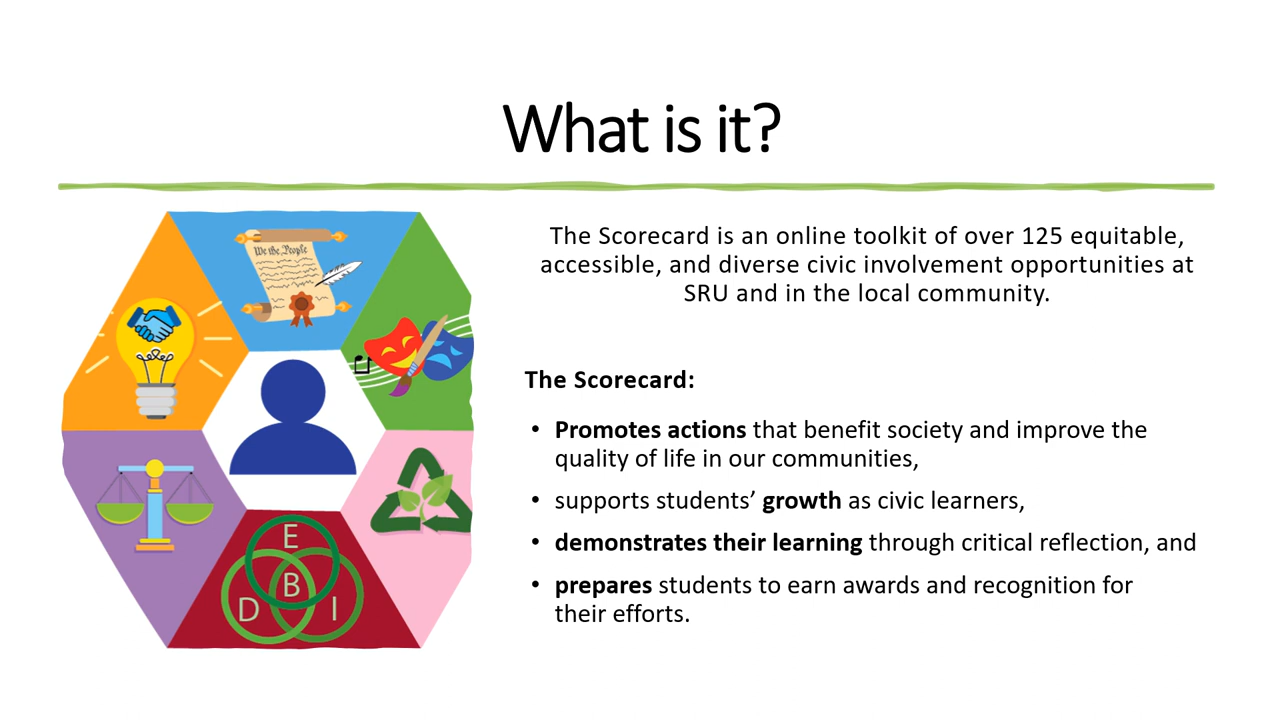 What is it?
We the People
E
B
D
I
The Scorecard is an online toolkit of over 125 equitable,
accessible, and diverse civic involvement opportunities at
SRU and in the local community.
The Scorecard:
• Promotes actions that benefit society and improve the
quality of life in our communities,
• supports students’ growth as civic learners,
• demonstrates their learning through critical reflection, and
• prepares students to earn awards and recognition for
their efforts.